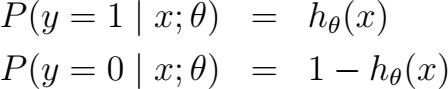 P(y = 1 | x; θ) = h_θ(x)
P(y = 0 | x; θ) = 1 − h_θ(x)